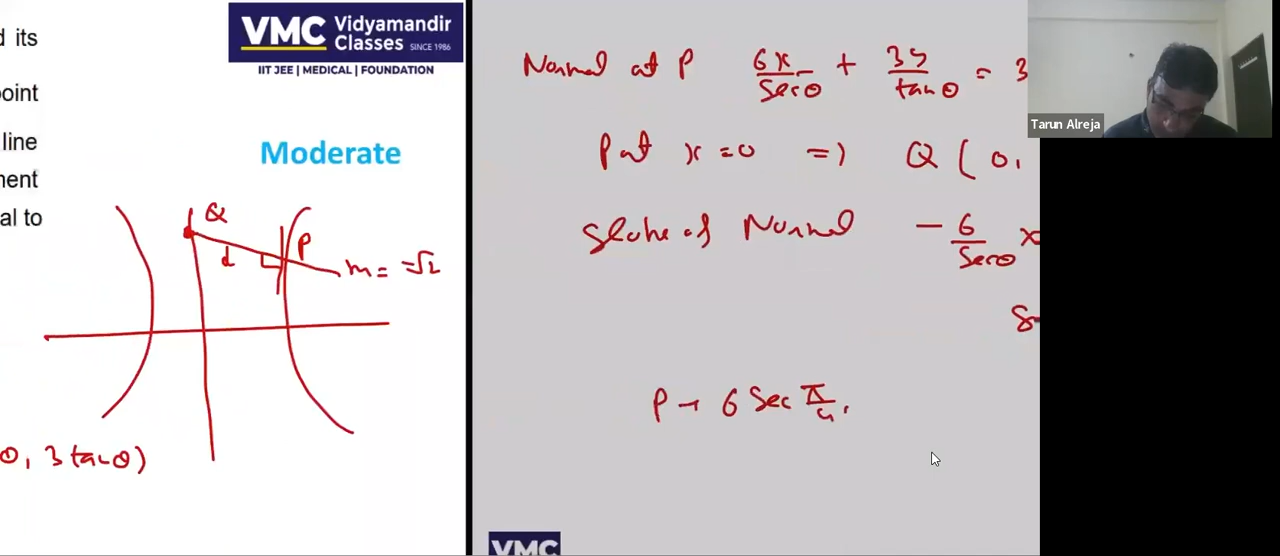 d its
VMC Vidyamandir Classes SINCE 1986
IIT JEE | MEDICAL | FOUNDATION
point
line
ment
al to
Moderate
Q
P
d
m = -√2
θ, 3 tanθ)
Normal at P 6x/secθ + 3y/tanθ = 3
Put x = 0 => Q ( 0,
Slope of Normal - 6/secθ x
S
P → 6 Sec π/4,
Tarun Alreja
VMC